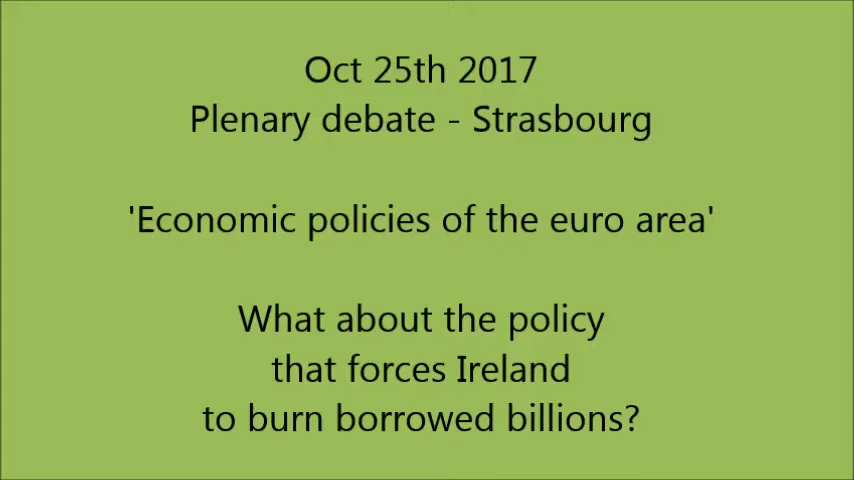 Oct 25th 2017
Plenary debate - Strasbourg
'Economic policies of the euro area'
What about the policy
that forces Ireland
to burn borrowed billions?